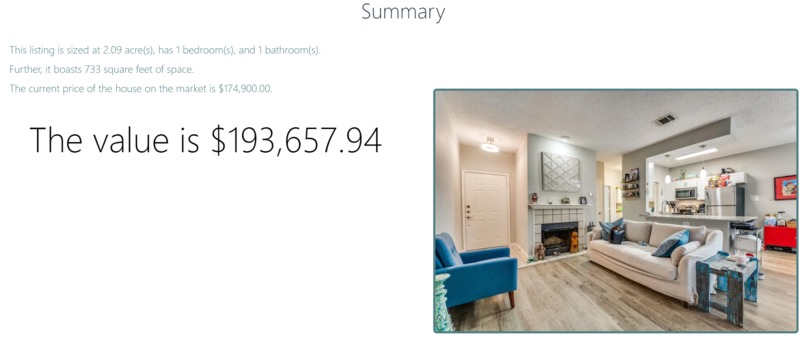 Summary
This listing is sized at 2.09 acre(s), has 1 bedroom(s), and 1 bathroom(s).
Further, it boasts 733 square feet of space.
The current price of the house on the market is $174,900.00.
The value is $193,657.94